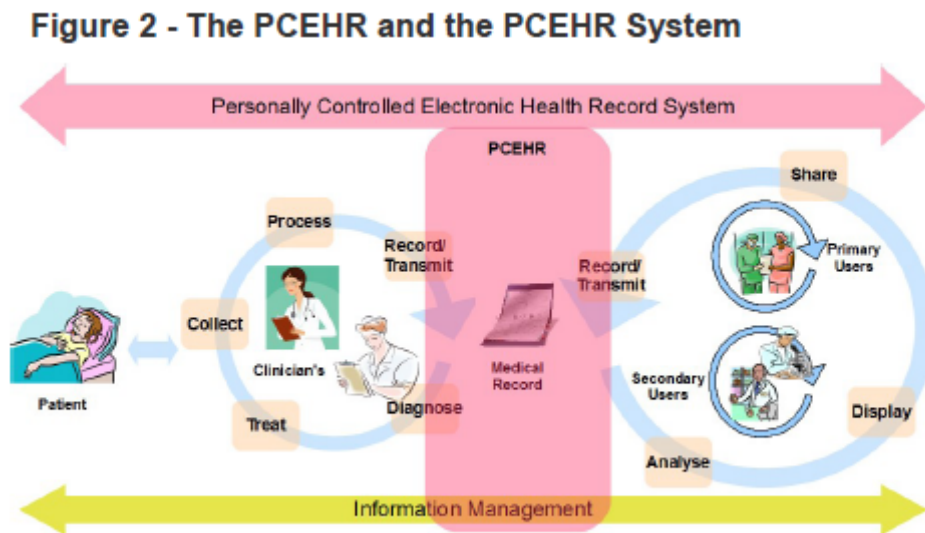 Figure 2 - The PCEHR and the PCEHR System
Personally Controlled Electronic Health Record System
PCEHR
Share
Process
Record/
Transmit
Record/
Transmit
Primary
Users
Collect
Clinician's
Medical
Record
Secondary
Users
Patient
Treat
Diagnose
Display
Analyse
Information Management